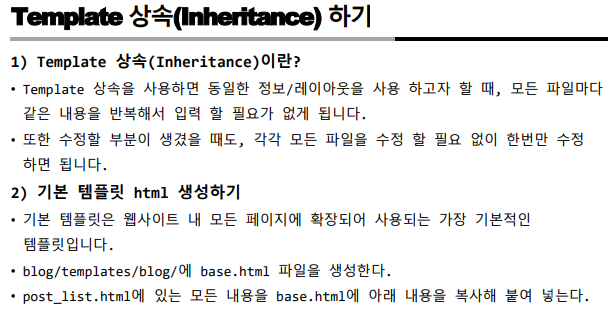 Template 상속(Inheritance) 하기
1) Template 상속(Inheritance)이란?
• Template 상속을 사용하면 동일한 정보/레이아웃을 사용 하고자 할 때, 모든 파일마다
같은 내용을 반복해서 입력 할 필요가 없게 됩니다.
• 또한 수정할 부분이 생겼을 때도, 각각 모든 파일을 수정 할 필요 없이 한번만 수정
하면 됩니다.
2) 기본 템플릿 html 생성하기
• 기본 템플릿은 웹사이트 내 모든 페이지에 확장되어 사용되는 가장 기본적인
템플릿입니다.
• blog/templates/blog/에 base.html 파일을 생성한다.
• post_list.html에 있는 모든 내용을 base.html에 아래 내용을 복사해 붙여 넣는다.